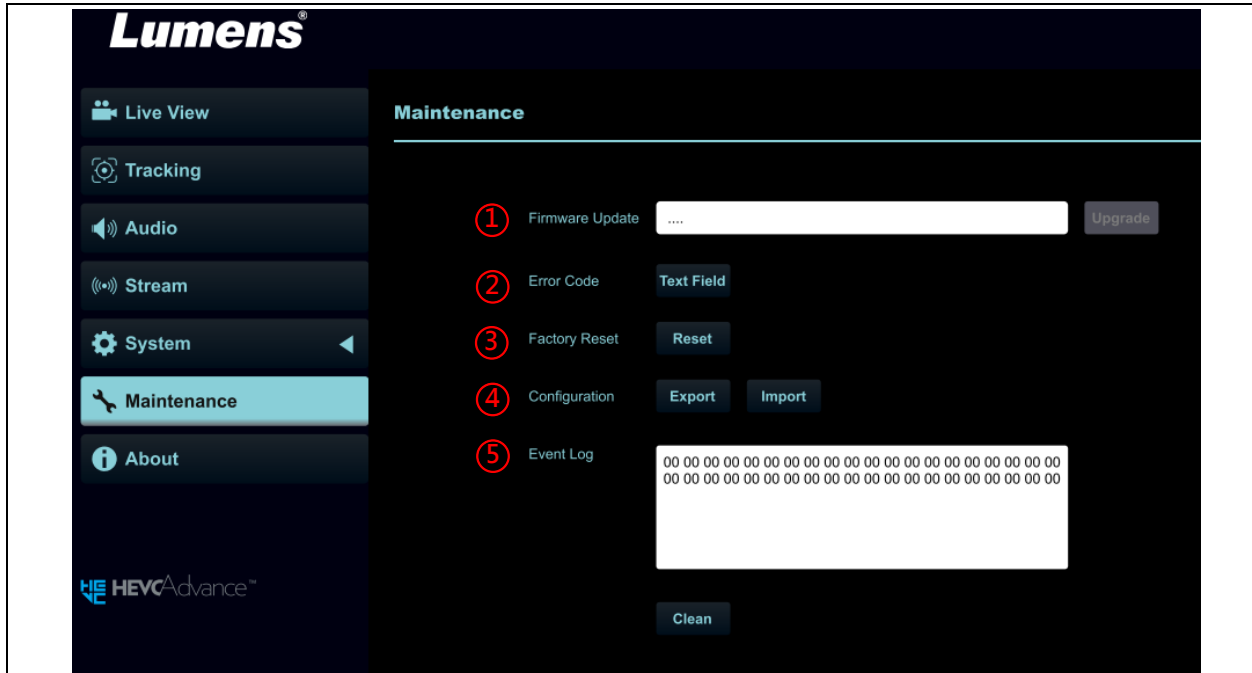 Lumens®
Live View
Tracking
Audio
Stream
System
Maintenance
About
HEVC Advance™
Maintenance
① Firmware Update .... Upgrade
② Error Code Text Field
③ Factory Reset Reset
④ Configuration Export Import
⑤ Event Log
00 00 00 00 00 00 00 00 00 00 00 00 00 00 00 00 00 00 00 00
00 00 00 00 00 00 00 00 00 00 00 00 00 00 00 00 00 00 00 00
Clean